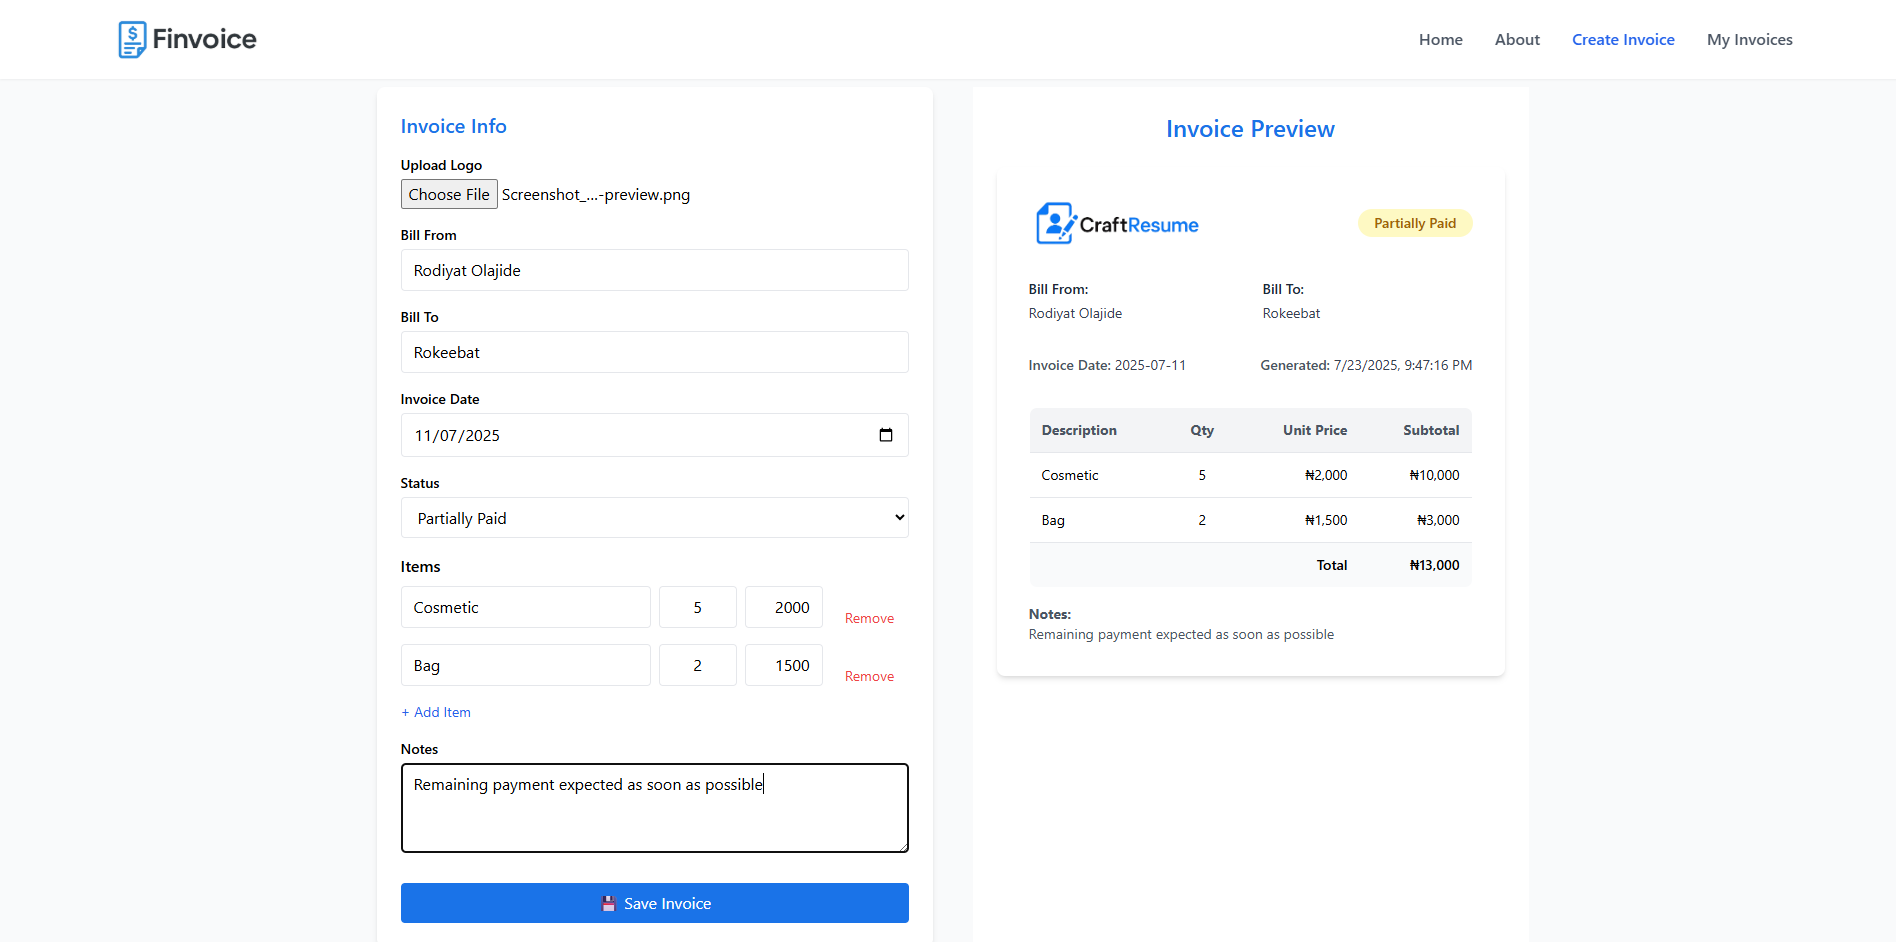 Finvoice
Home About Create Invoice My Invoices
Invoice Info
Upload Logo
Choose File Screenshot_...-preview.png
Bill From
Rodiyat Olajide
Bill To
Rokeebat
Invoice Date
11/07/2025
Status
Partially Paid
Items
Cosmetic 5 2000 Remove
Bag 2 1500 Remove
+ Add Item
Notes
Remaining payment expected as soon as possible
Save Invoice
Invoice Preview
CraftResume Partially Paid
Bill From: Bill To:
Rodiyat Olajide Rokeebat
Invoice Date: 2025-07-11 Generated: 7/23/2025, 9:47:16 PM
Description Qty Unit Price Subtotal
Cosmetic 5 ₦2,000 ₦10,000
Bag 2 ₦1,500 ₦3,000
Total ₦13,000
Notes:
Remaining payment expected as soon as possible